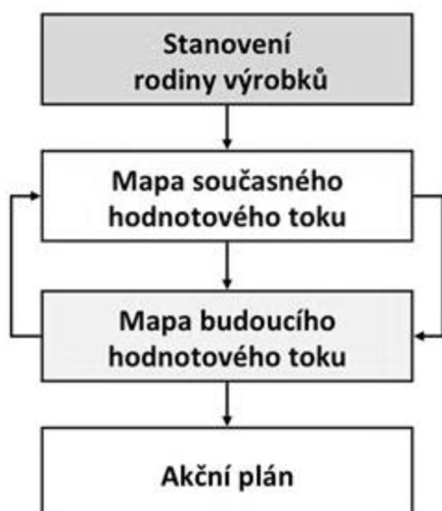 Stanovení
rodiny výrobků
Mapa současného
hodnotového toku
Mapa budoucího
hodnotového toku
Akční plán